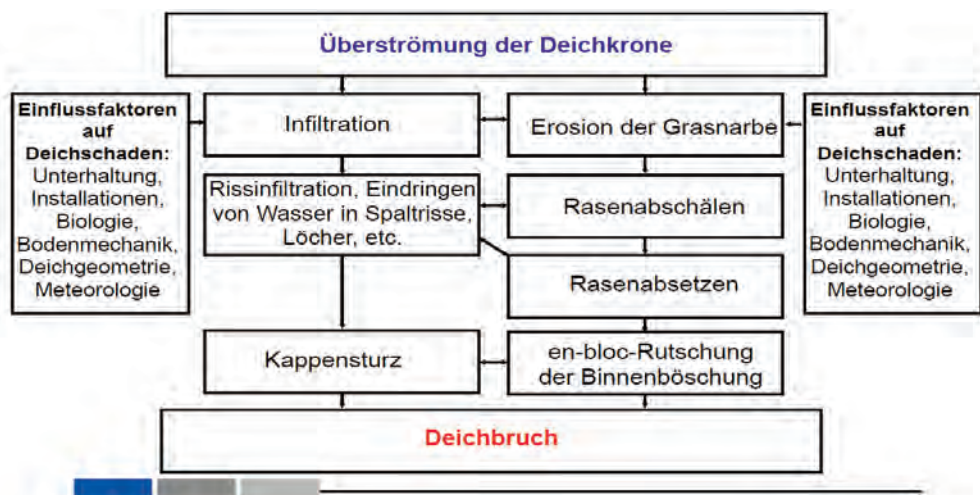 Überströmung der Deichkrone
Einflussfaktoren
auf
Deichschaden:
Unterhaltung,
Installationen,
Biologie,
Bodenmechanik,
Deichgeometrie,
Meteorologie
Infiltration
Erosion der Grasnarbe
Einflussfaktoren
auf
Deichschaden:
Unterhaltung,
Installationen,
Biologie,
Bodenmechanik,
Deichgeometrie,
Meteorologie
Rissinfiltration, Eindringen
von Wasser in Spaltrisse,
Löcher, etc.
Rasenabschälen
Rasenabsetzen
Kappensturz
en-bloc-Rutschung
der Binnenböschung
Deichbruch